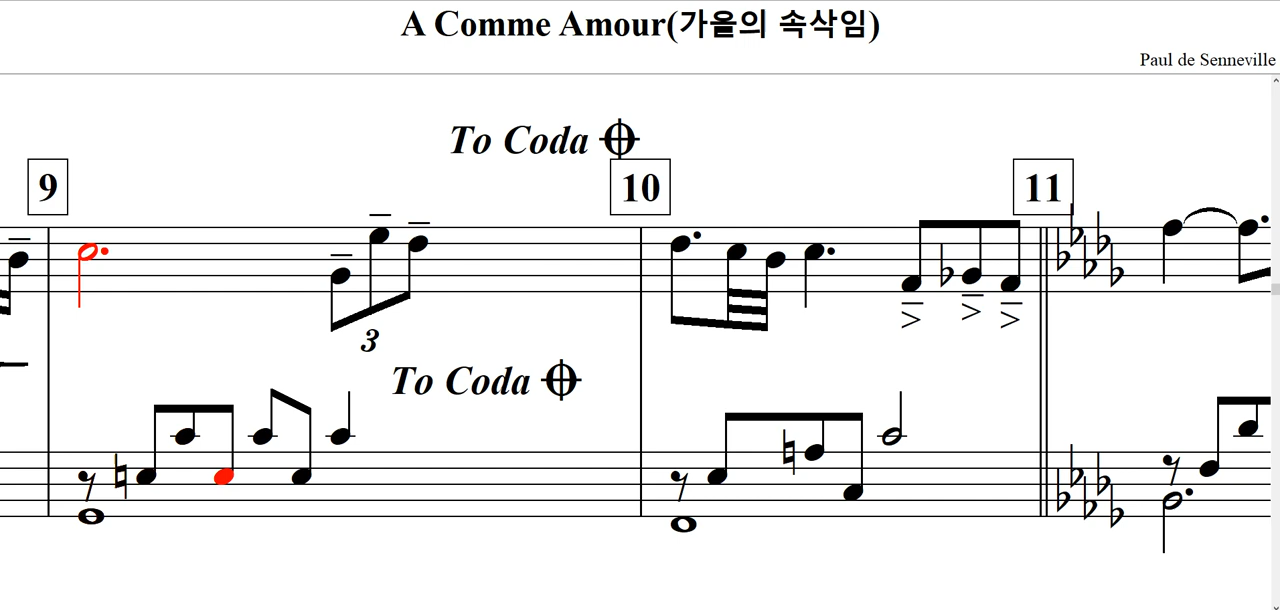 A Comme Amour(가을의 속삭임)
Paul de Senneville
To Coda
9
10
11
3
To Coda